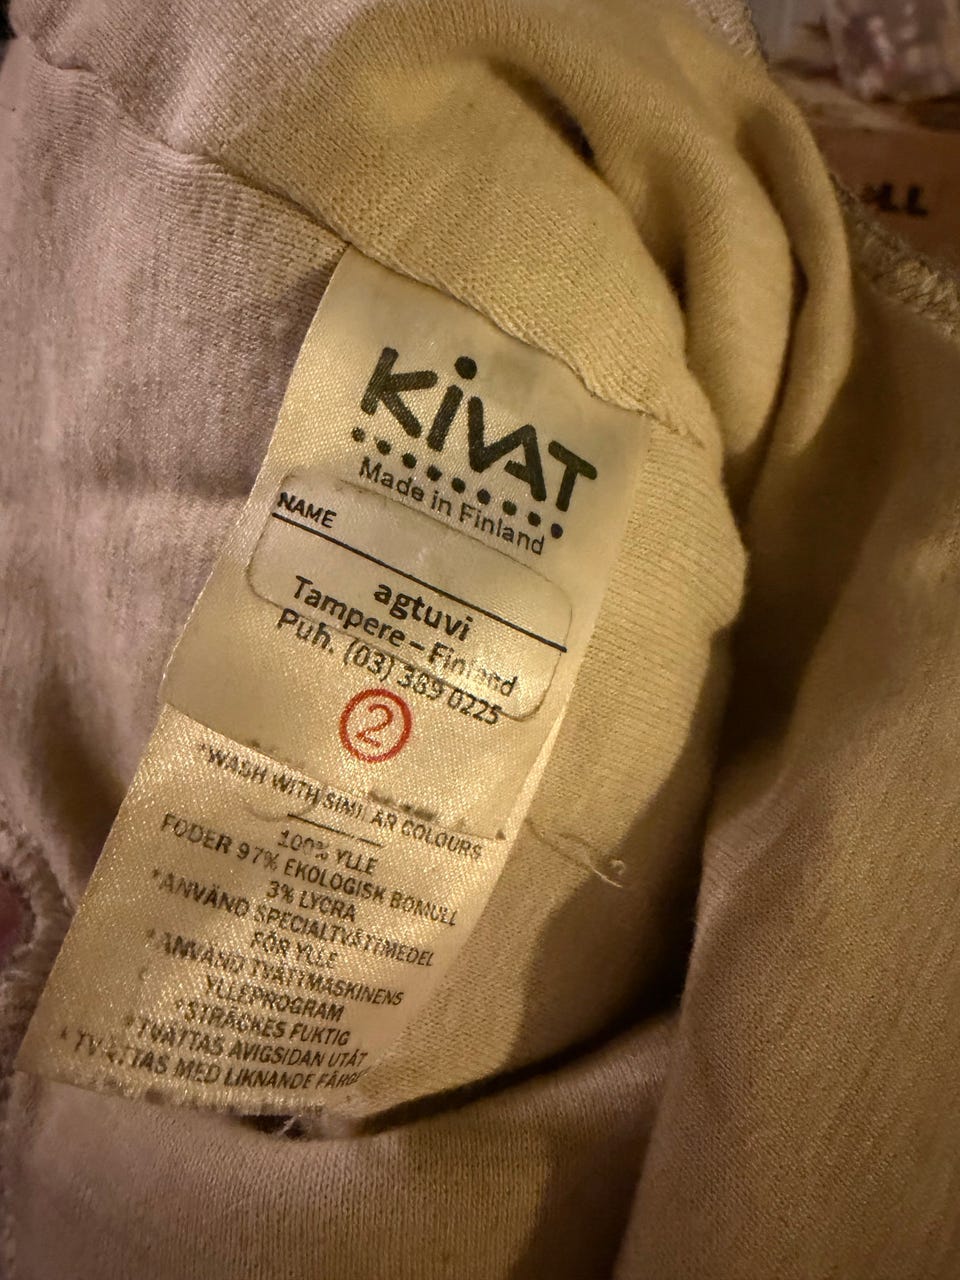 KiVAT
Made in Finland
NAME
agtuvi
Tampere – Finland
Puh. (03) 389 0225
2
*WASH WITH SIMILAR COLOURS
100% YLLE
FODER 97% EKOLOGISK BOMULL
3% LYCRA
*ANVÄND SPECIALTVÄTTMEDEL
FÖR YLLE
*ANVÄND TVÄTTMASKINENS
YLLEPROGRAM
*STRÄCKES FUKTIG
*TVÄTTAS AVIGSIDAN UTÅT
*TVÄTTAS MED LIKNANDE